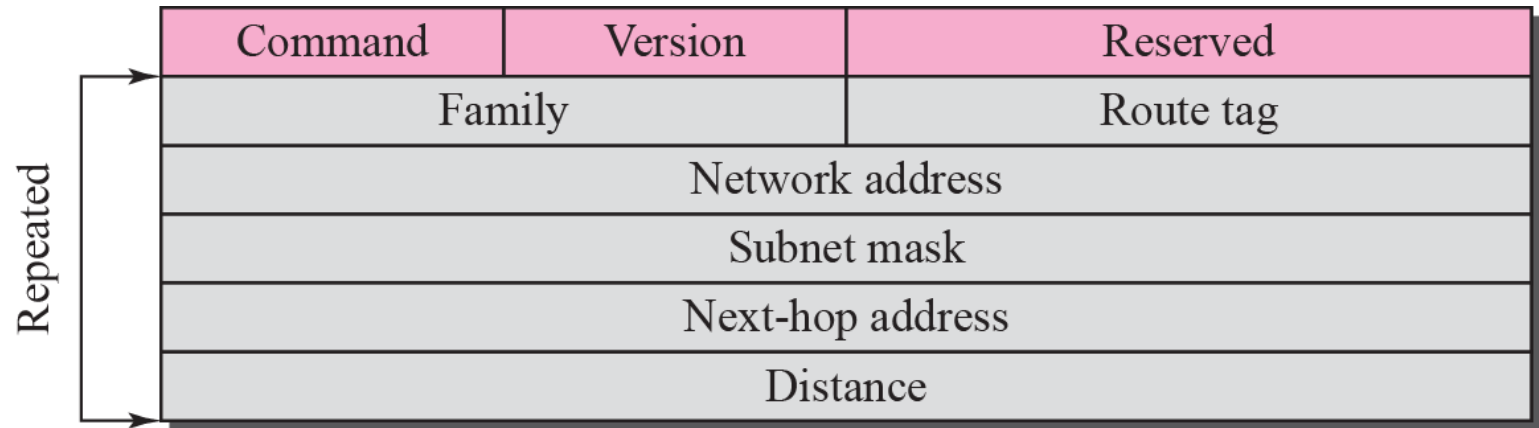 Command Version Reserved
Family Route tag
Network address
Subnet mask
Next-hop address
Distance
Repeated